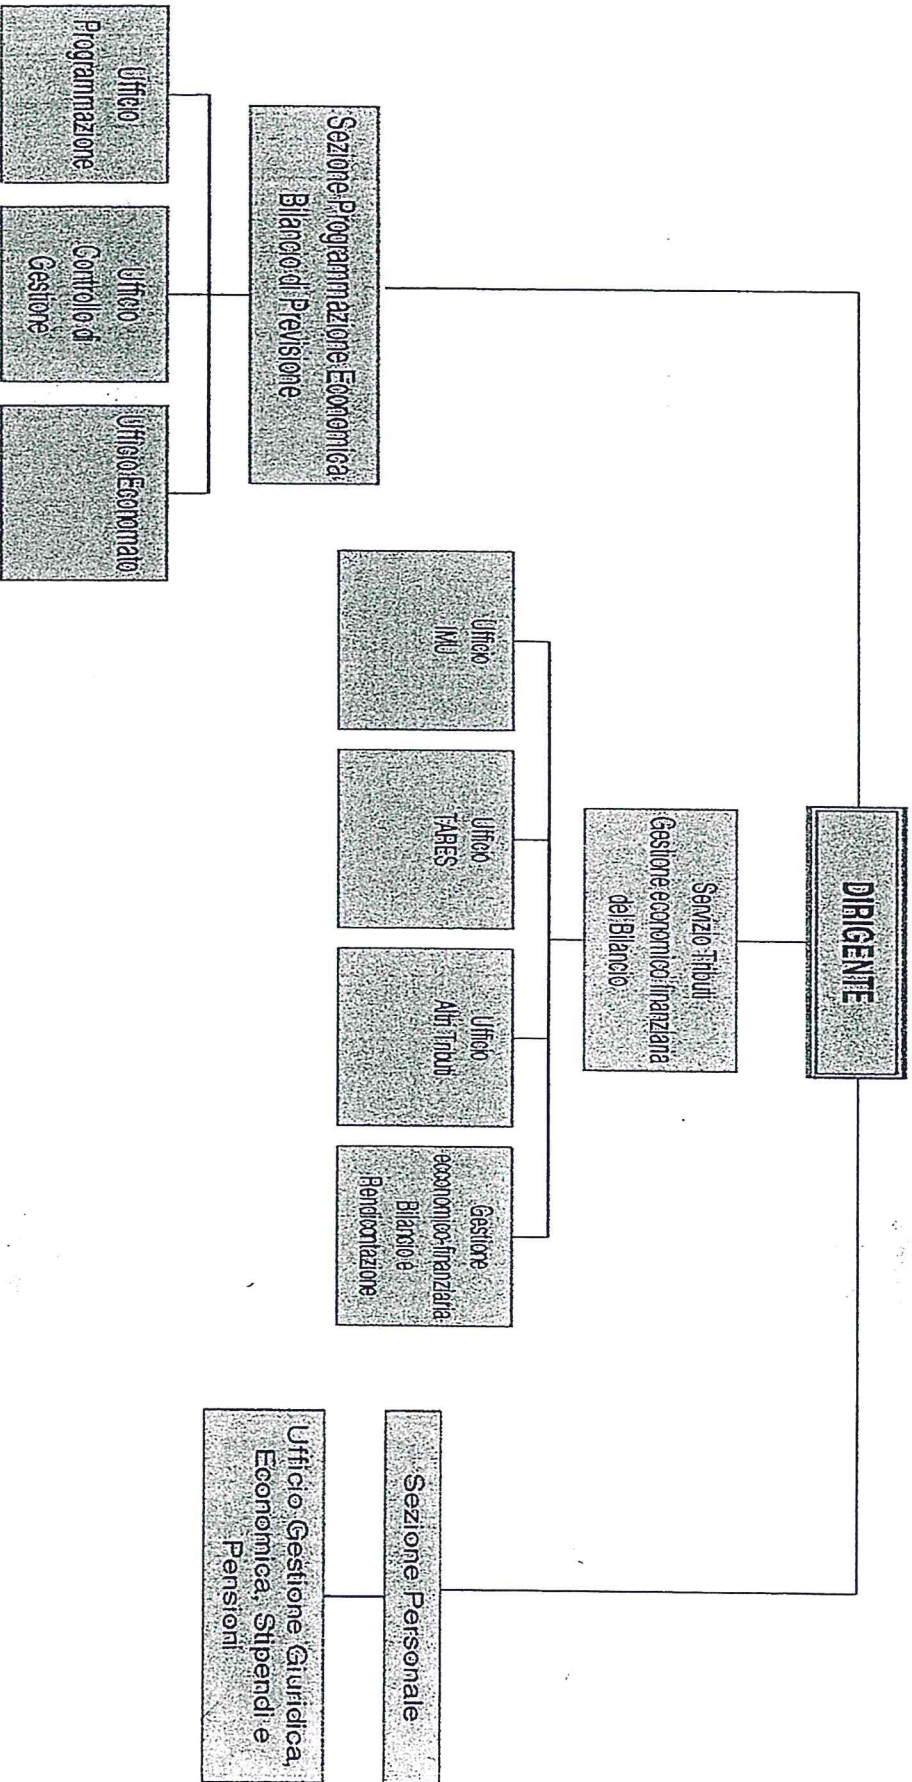 DIRIGENTE
Sezione Programmazione Economica
Bilancio di Previsione
Servizio Tributi
Gestione economico-finanziaria
del Bilancio
Sezione Personale
Ufficio
Programmazione
Ufficio
Controllo di
Gestione
Ufficio Economato
Ufficio
IMU
Ufficio
TARES
Ufficio
Altri Tributi
Gestione
economico-finanziaria
Bilancio e
Rendicontazione
Ufficio Gestione Giuridica,
Economica, Stipendi e
Pensioni